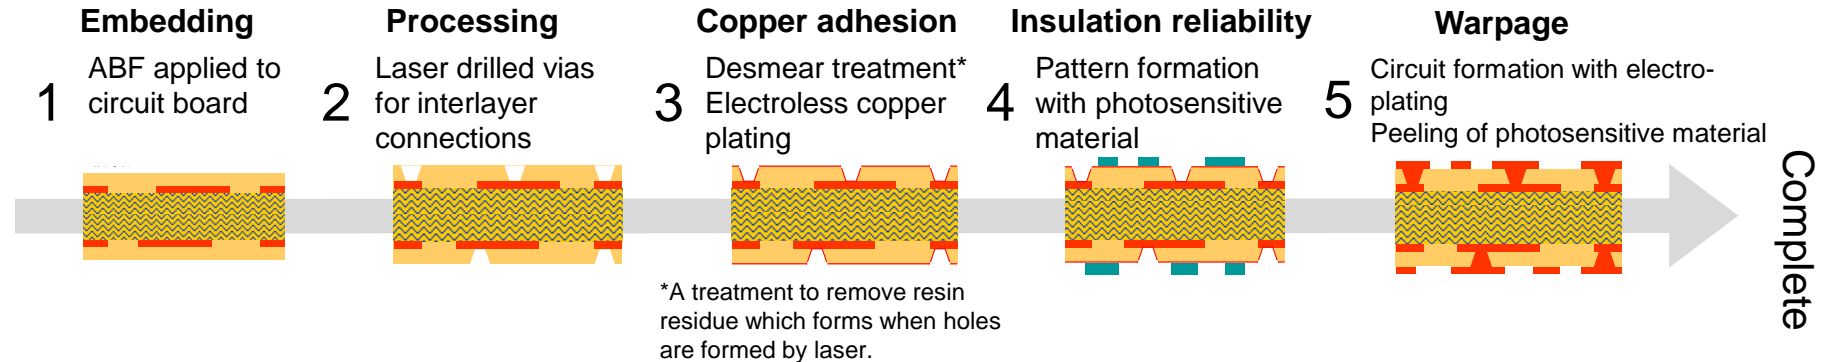 Embedding
1
ABF applied to
circuit board
Processing
2
Laser drilled vias
for interlayer
connections
Copper adhesion
3
Desmear treatment*
Electroless copper
plating
*A treatment to remove resin
residue which forms when holes
are formed by laser.
Insulation reliability
4
Pattern formation
with photosensitive
material
Warpage
5
Circuit formation with electro-
plating
Peeling of photosensitive material
Complete